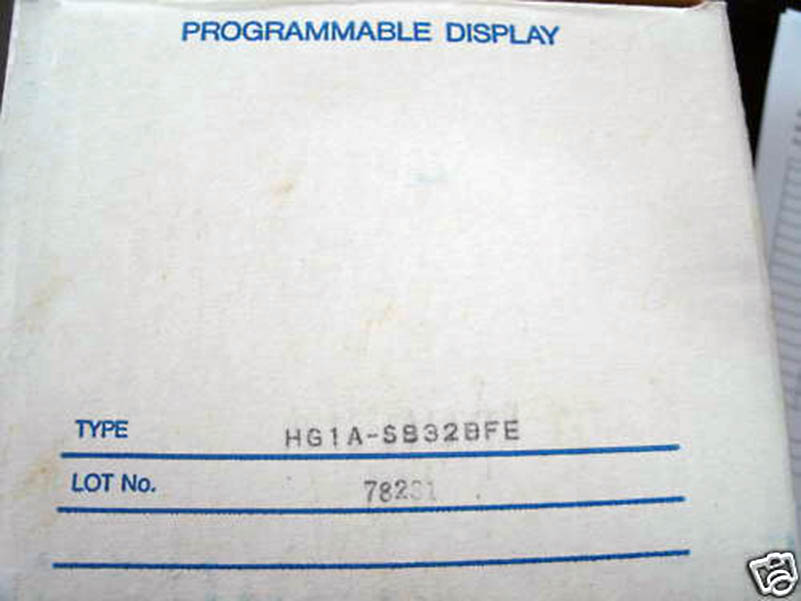 PROGRAMMABLE DISPLAY
TYPE HG1A-SB32BFE
LOT No.